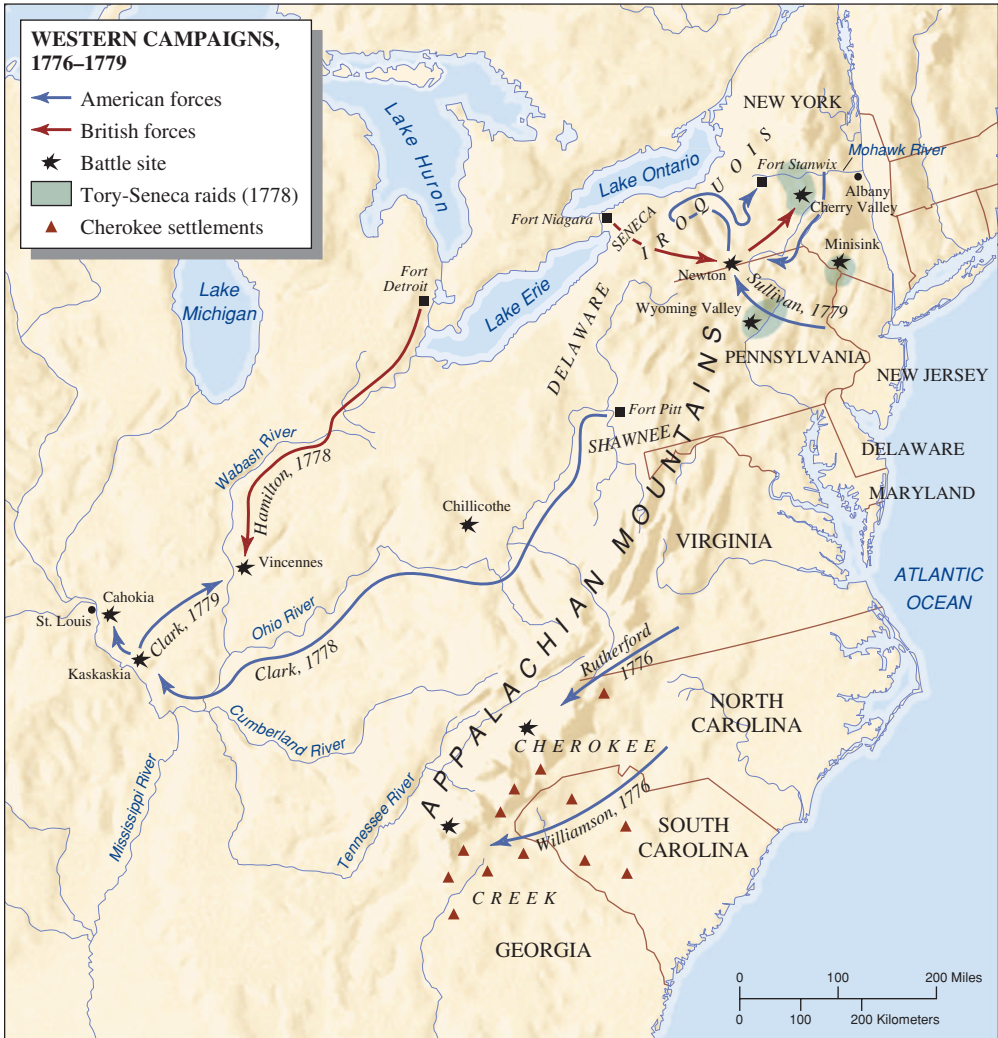 WESTERN CAMPAIGNS,
1776–1779
American forces
British forces
Battle site
Tory-Seneca raids (1778)
Cherokee settlements
Lake Huron
Lake
Michigan
Lake Ontario
Lake Erie
NEW YORK
Mohawk River
Fort Stanwix
Albany
Cherry Valley
IROQUOIS
SENECA
Fort Niagara
Minisink
Newton
Sullivan, 1779
Wyoming Valley
Fort
Detroit
DELAWARE
PENNSYLVANIA
NEW JERSEY
Fort Pitt
SHAWNEE
DELAWARE
MARYLAND
Wabash River
Hamilton, 1778
Chillicothe
VIRGINIA
Vincennes
ATLANTIC
OCEAN
Cahokia
St. Louis
Clark, 1779
Kaskaskia
Ohio River
Clark, 1778
APPALACHIAN MOUNTAINS
Rutherford
1776
NORTH
CAROLINA
Cumberland River
CHEROKEE
Mississippi River
Tennessee River
Williamson, 1776
SOUTH
CAROLINA
CREEK
GEORGIA
0 100 200 Miles
0 100 200 Kilometers